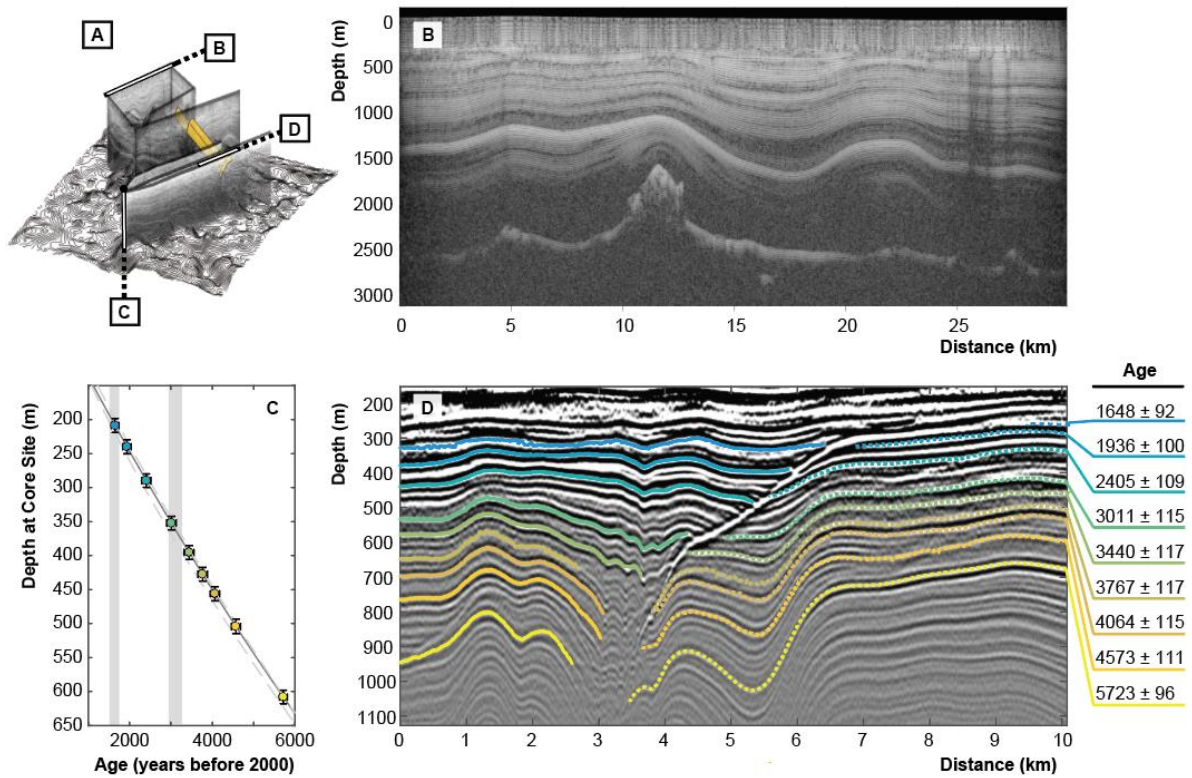 A
B
D
C
B
Depth (m)
0
500
1000
1500
2000
2500
3000
0 5 10 15 20 25
Distance (km)
C
Depth at Core Site (m)
200
250
300
350
400
450
500
550
600
650
2000 4000 6000
Age (years before 2000)
D
Depth (m)
200
300
400
500
600
700
800
900
1000
1100
0 1 2 3 4 5 6 7 8 9 10
Distance (km)
Age
1648 ± 92
1936 ± 100
2405 ± 109
3011 ± 115
3440 ± 117
3767 ± 117
4064 ± 115
4573 ± 111
5723 ± 96